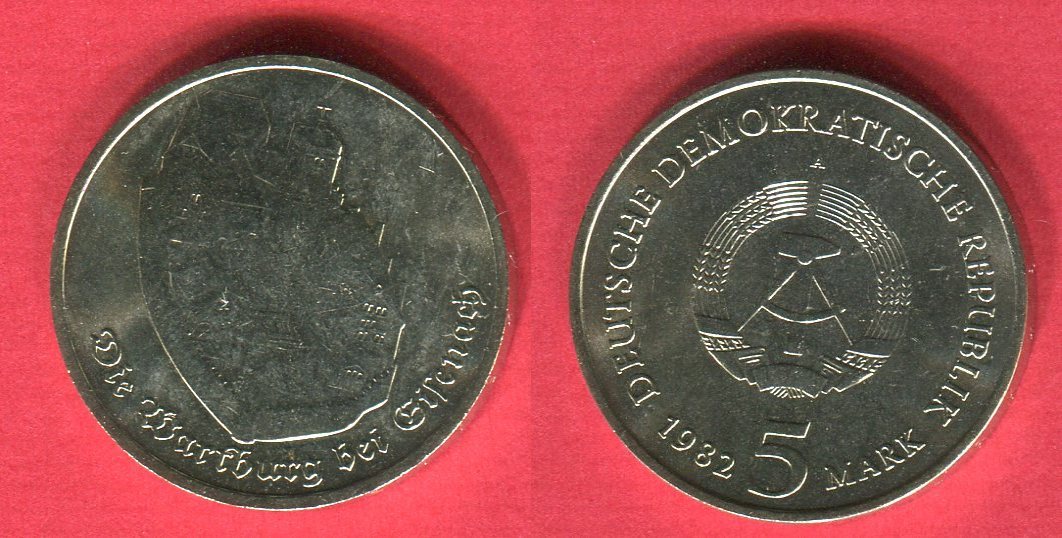 Die Wartburg bei Eisenach
DEUTSCHE DEMOKRATISCHE REPUBLIK
A
1982 5 MARK